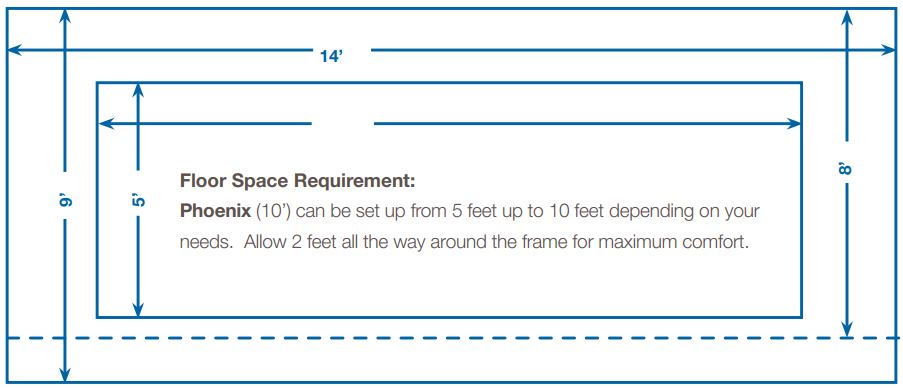 14’
8’
9’
5’
Floor Space Requirement:
Phoenix (10’) can be set up from 5 feet up to 10 feet depending on your
needs.  Allow 2 feet all the way around the frame for maximum comfort.